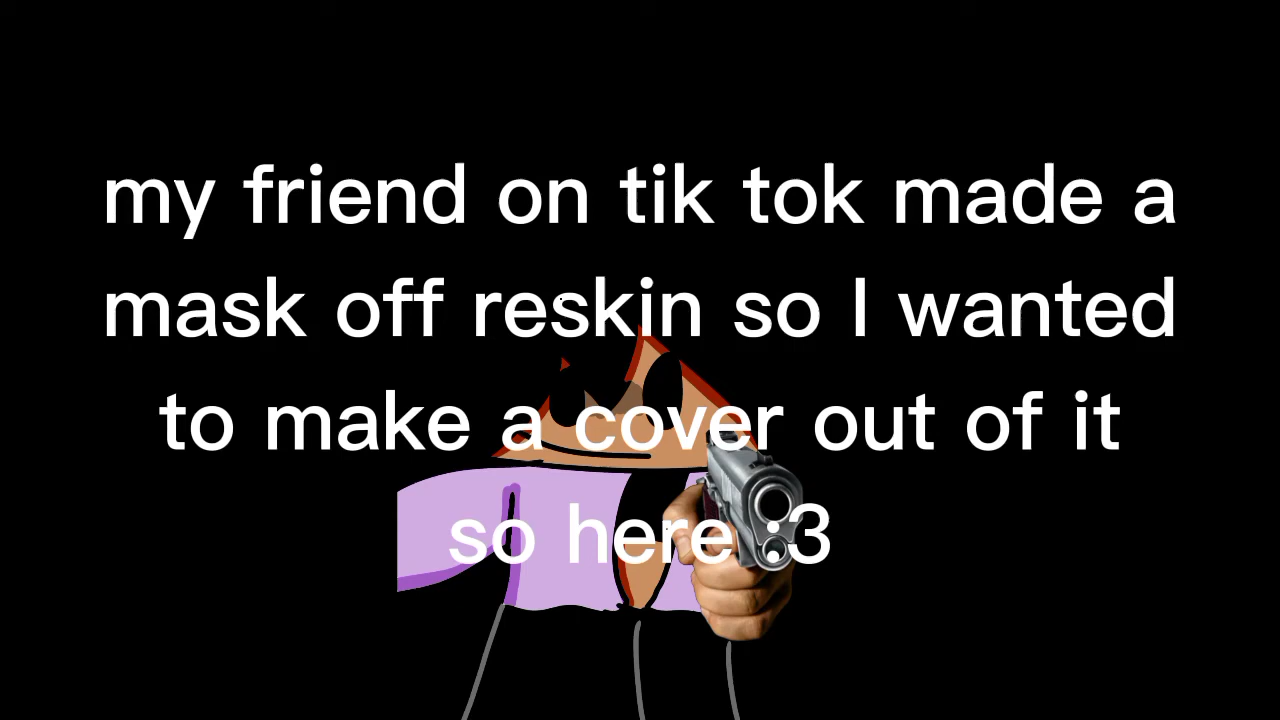 my friend on tik tok made a
mask off reskin so I wanted
to make a cover out of it
so here :3